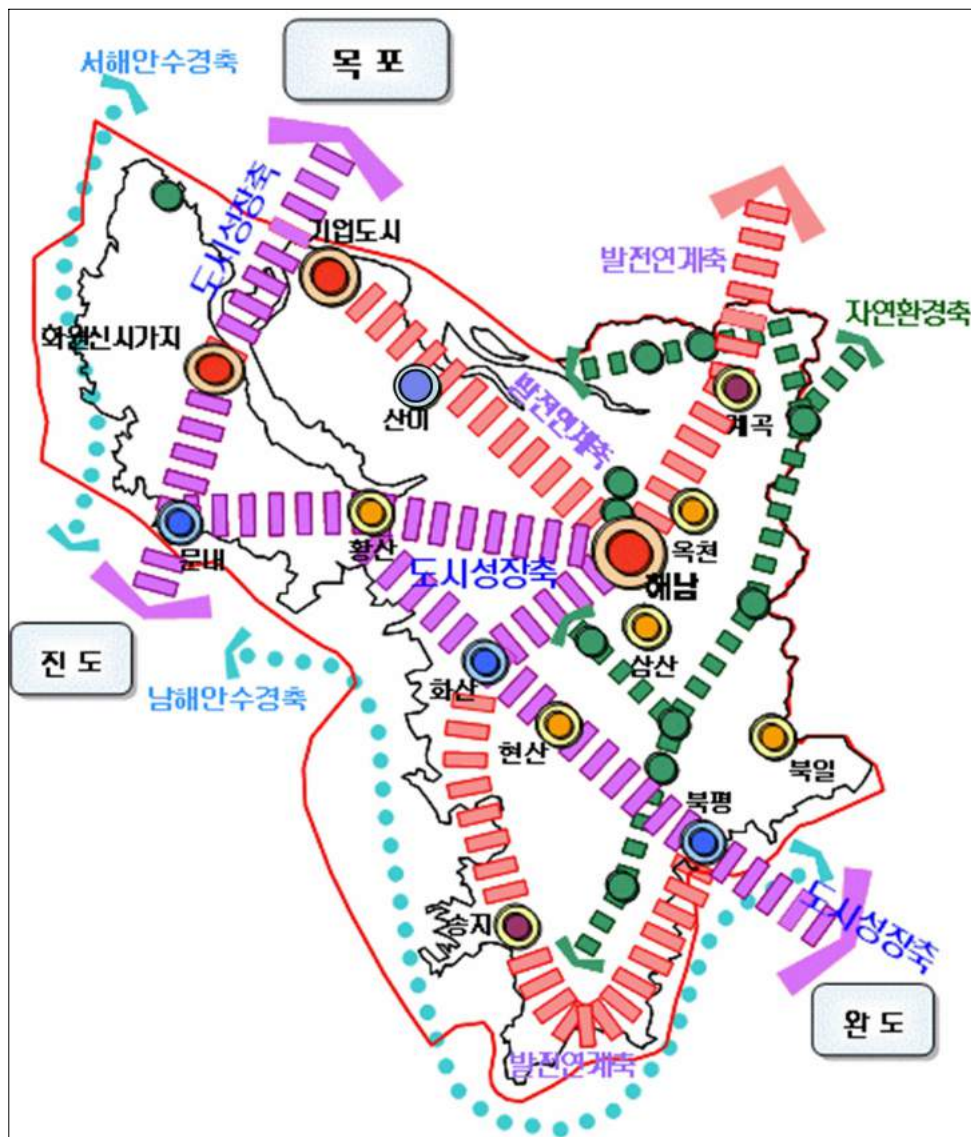 목 포
서해안수경축
도시성장축
기업도시
발전연계축
자연환경축
화원신시가지
산이
발전연계축
계곡
문내
황산
옥천
도시성장축
해남
진 도
남해안수경축
화산
삼산
현산
북일
북평
송지
도시성장축
완 도
발전연계축